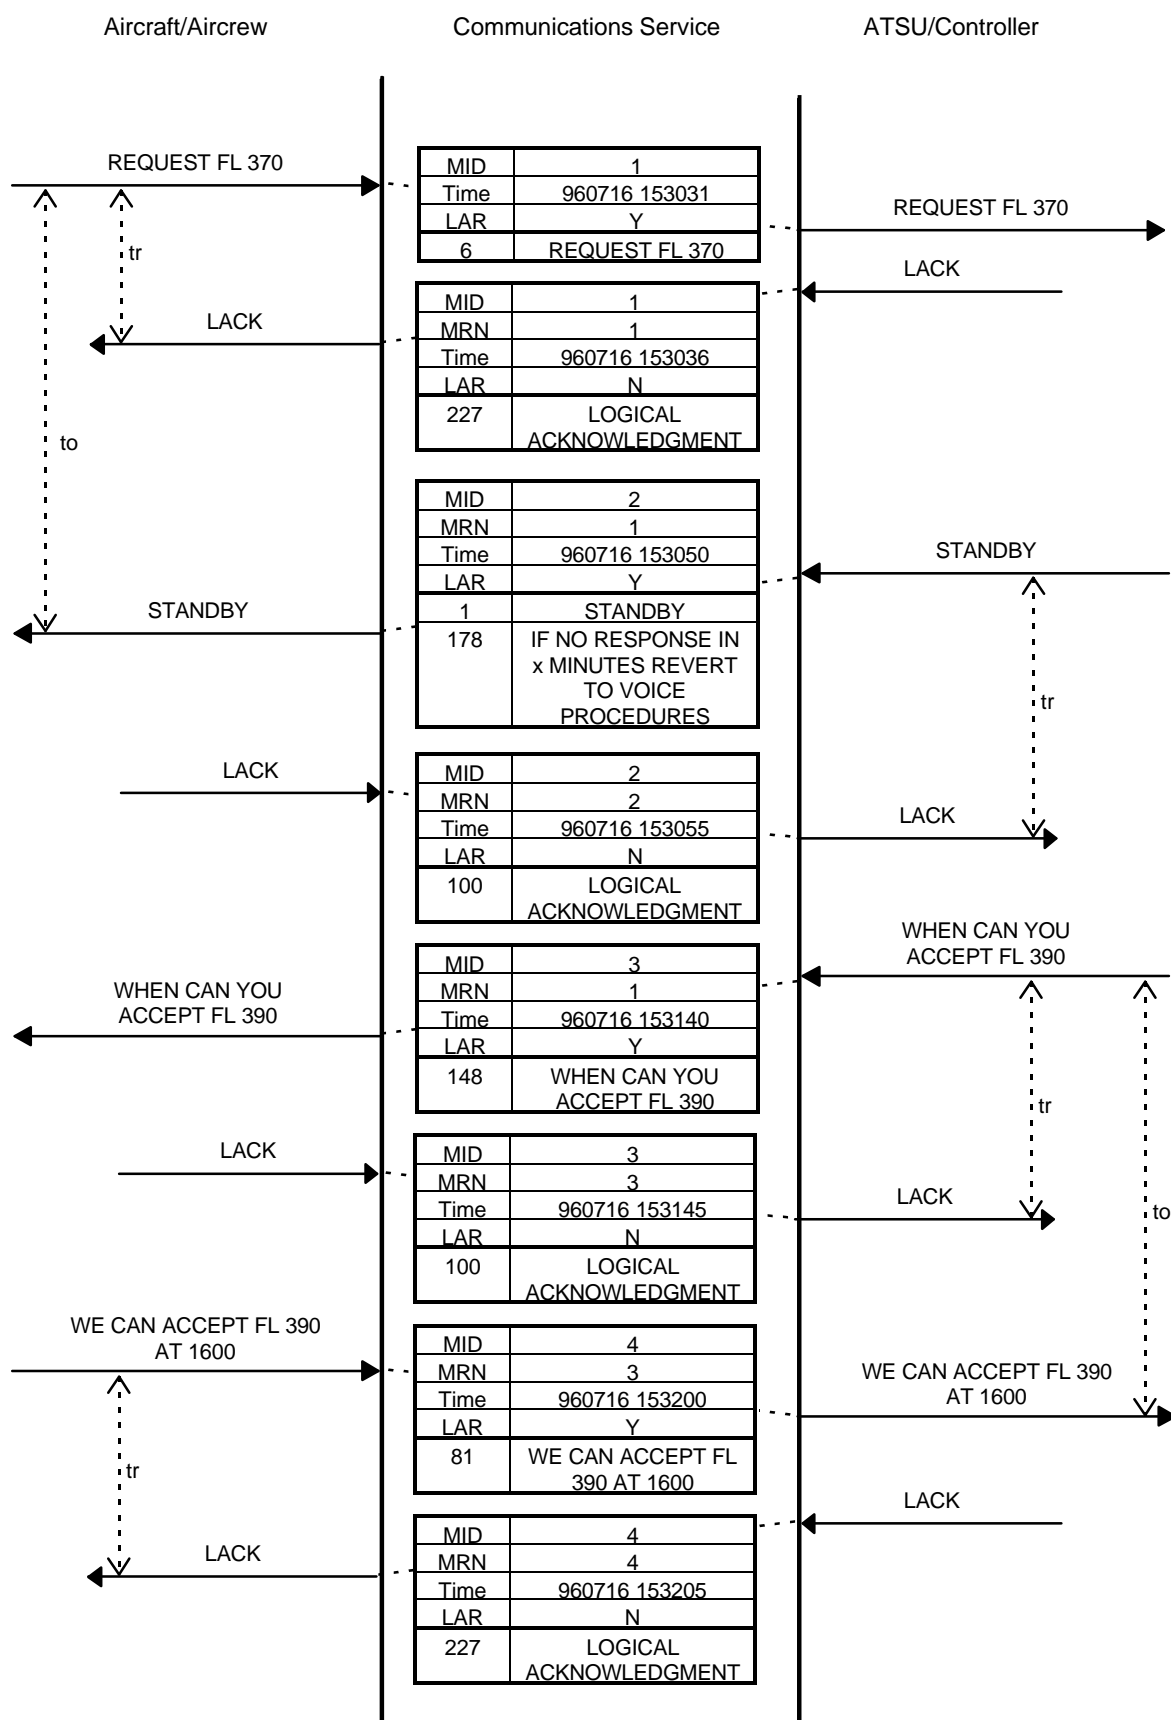 Aircraft/Aircrew Communications Service ATSU/Controller
REQUEST FL 370
MID 1
Time 960716 153031
LAR Y
6 REQUEST FL 370
REQUEST FL 370
tr
LACK
LACK
MID 1
MRN 1
Time 960716 153036
LAR N
227 LOGICAL
ACKNOWLEDGMENT
to
MID 2
MRN 1
Time 960716 153050
LAR Y
1 STANDBY
178 IF NO RESPONSE IN
x MINUTES REVERT
TO VOICE
PROCEDURES
STANDBY
STANDBY
tr
LACK
MID 2
MRN 2
Time 960716 153055
LAR N
100 LOGICAL
ACKNOWLEDGMENT
LACK
WHEN CAN YOU
ACCEPT FL 390
MID 3
MRN 1
Time 960716 153140
LAR Y
148 WHEN CAN YOU
ACCEPT FL 390
WHEN CAN YOU
ACCEPT FL 390
tr
LACK
MID 3
MRN 3
Time 960716 153145
LAR N
100 LOGICAL
ACKNOWLEDGMENT
LACK
to
WE CAN ACCEPT FL 390
AT 1600
MID 4
MRN 3
Time 960716 153200
LAR Y
81 WE CAN ACCEPT FL
390 AT 1600
WE CAN ACCEPT FL 390
AT 1600
tr
LACK
LACK
MID 4
MRN 4
Time 960716 153205
LAR N
227 LOGICAL
ACKNOWLEDGMENT